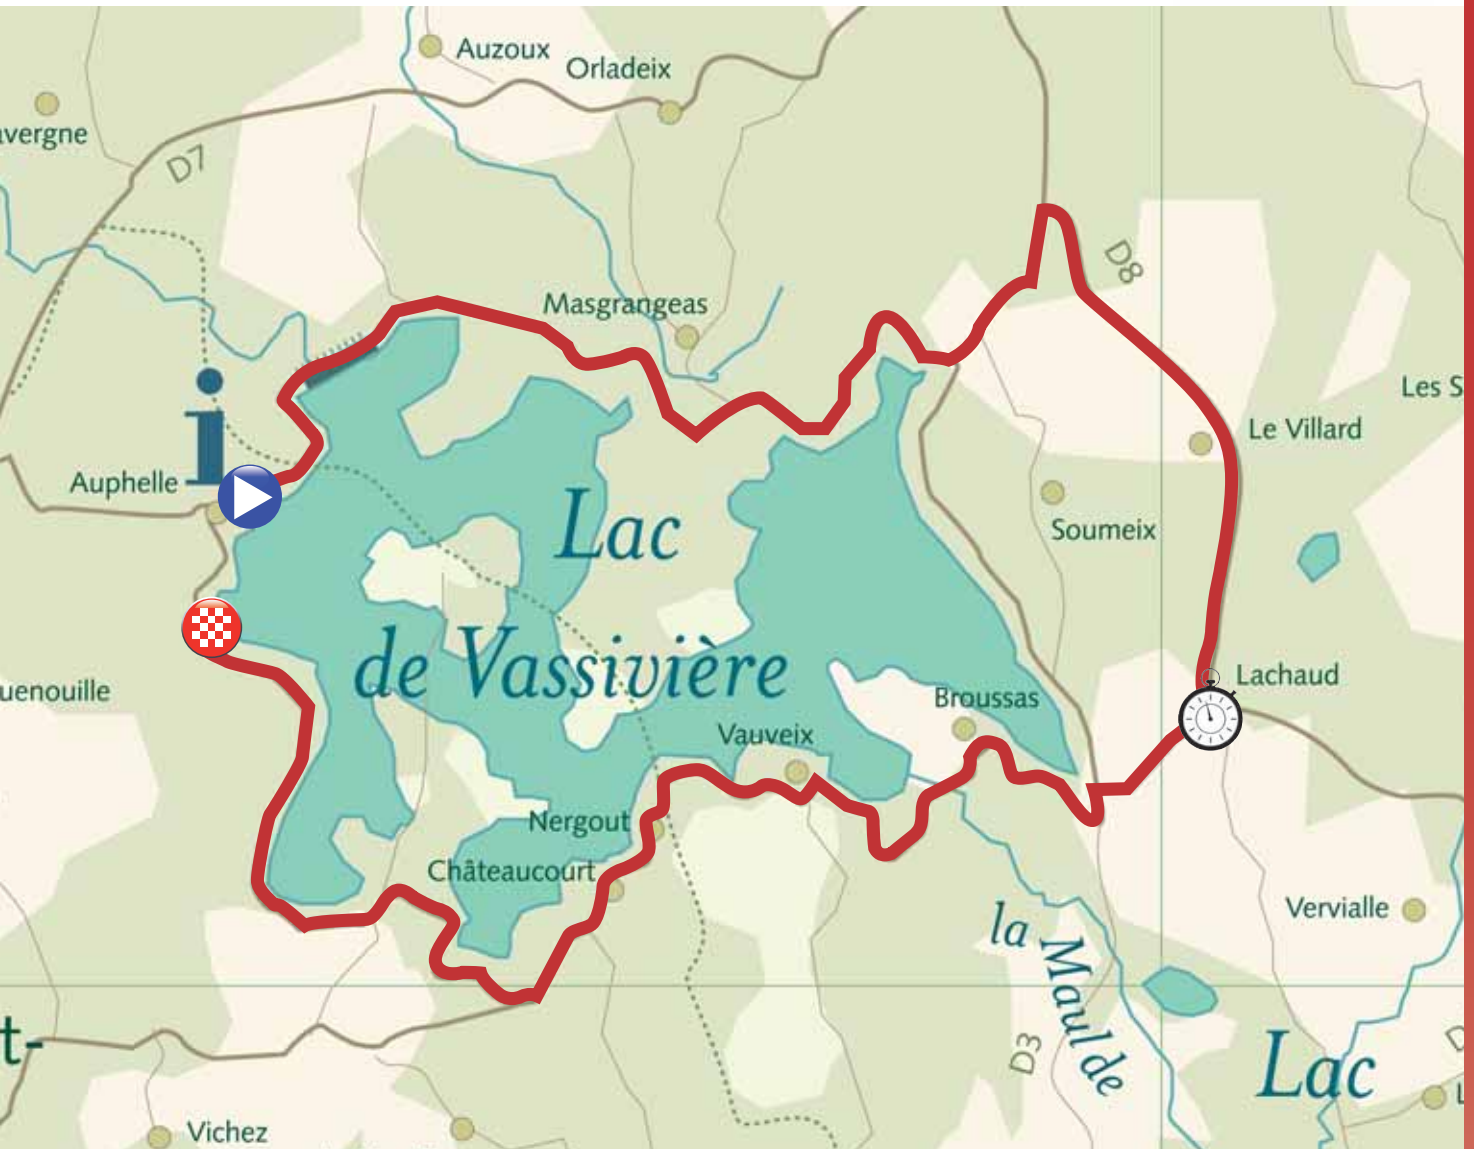 Auzoux
Orladeix
avergne
D7
D8
Masgrangeas
Les S
Le Villard
i
Auphelle
Lac
Soumeix
de Vassivière
Lachaud
uenouille
Broussas
Vauveix
Nergout
Châteaucourt
Vervialle
la Maulde
t-
D3
Lac
D
L
Vichez